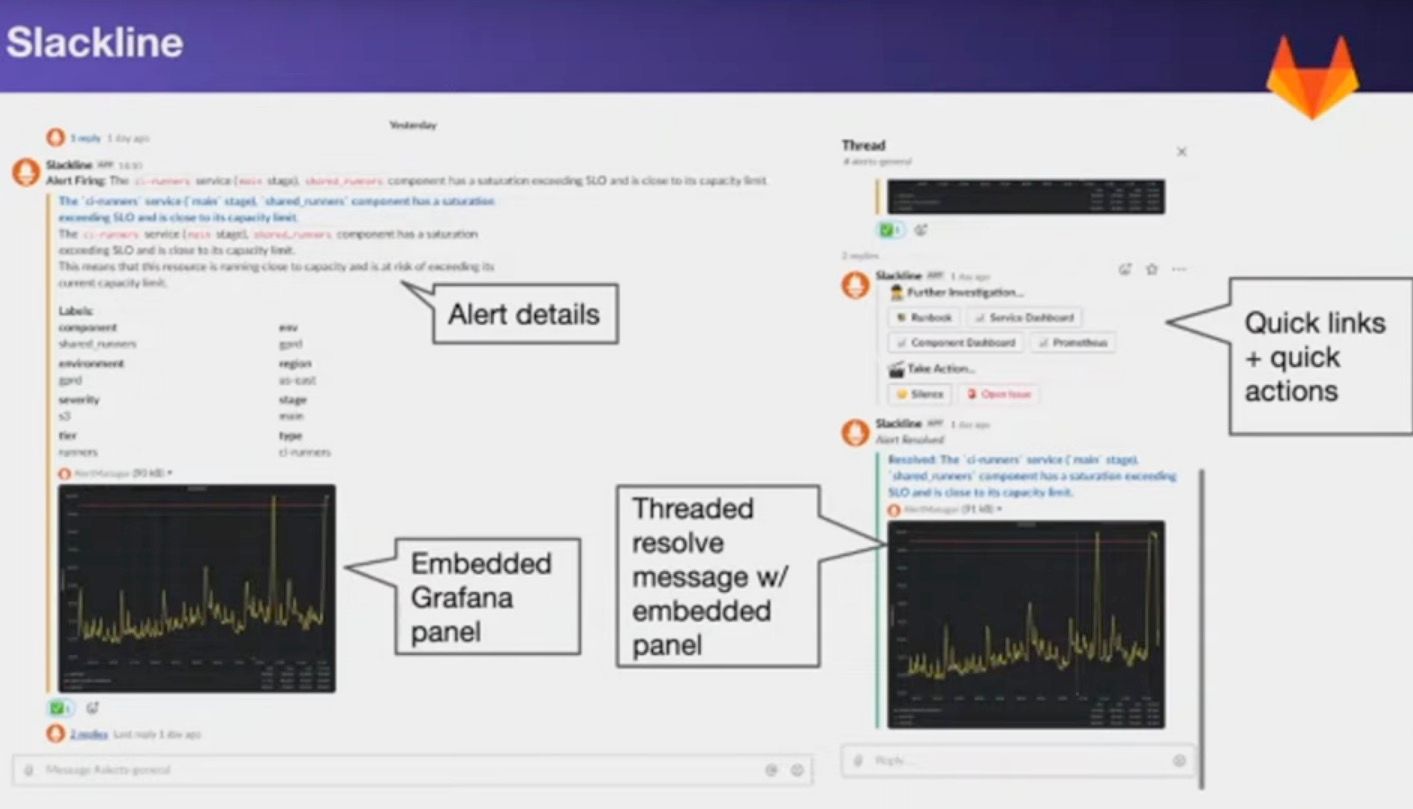 Slackline
Yesterday
1 reply 1 day ago
Slackline APP
Alert Firing: The ci-runners service (main stage), shared_runners component has a saturation exceeding SLO and is close to its capacity limit.
The `ci-runners` service (`main` stage), `shared_runners` component has a saturation
exceeding SLO and is close to its capacity limit.
The ci-runners service (main stage), shared_runners component has a saturation
exceeding SLO and is close to its capacity limit.
This means that this resource is running close to capacity and is at risk of exceeding its
current capacity limit.
Labels:
component env
shared_runners gprd
environment region
gprd us-east
severity stage
s3 main
tier type
runners ci-runners
AlertManager (90 kB)
2 replies Last reply 1 day ago
Message #alerts-general
Alert details
Embedded
Grafana
panel
Thread
# alerts-general
2 replies
Slackline APP 1 day ago
Further Investigation...
Runbook Service Dashboard
Component Dashboard Prometheus
Take Action...
Silence Open Issue
Slackline APP 1 day ago
Alert Resolved
Resolved: The `ci-runners` service (`main` stage),
`shared_runners` component has a saturation exceeding
SLO and is close to its capacity limit.
AlertManager (91 kB)
Reply...
Quick links
+ quick
actions
Threaded
resolve
message w/
embedded
panel